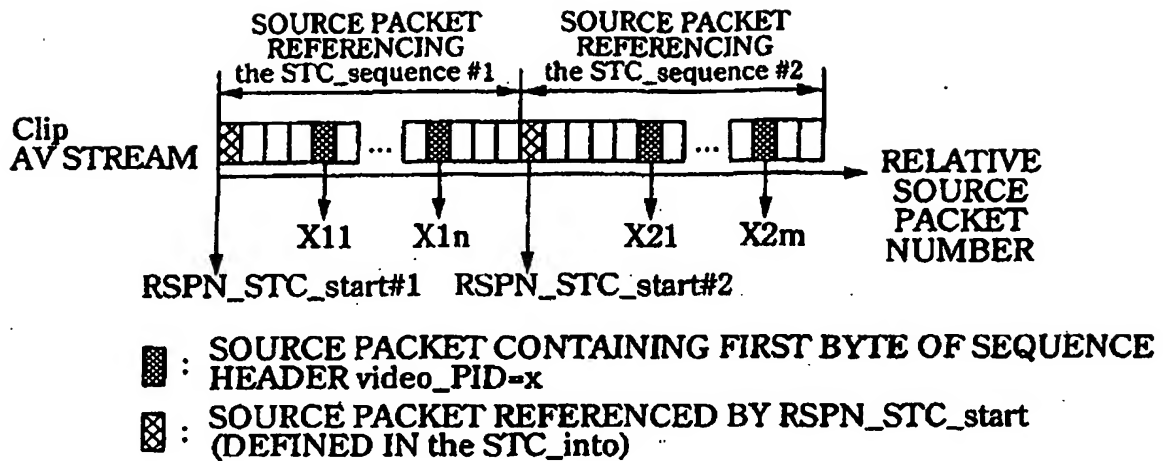 SOURCE PACKET
REFERENCING
the STC_sequence #1
SOURCE PACKET
REFERENCING
the STC_sequence #2
Clip
AV STREAM
...
...
RELATIVE
SOURCE
PACKET
NUMBER
X11
X1n
X21
X2m
RSPN_STC_start#1
RSPN_STC_start#2
: SOURCE PACKET CONTAINING FIRST BYTE OF SEQUENCE
HEADER video_PID=x
: SOURCE PACKET REFERENCED BY RSPN_STC_start
(DEFINED IN the STC_into)